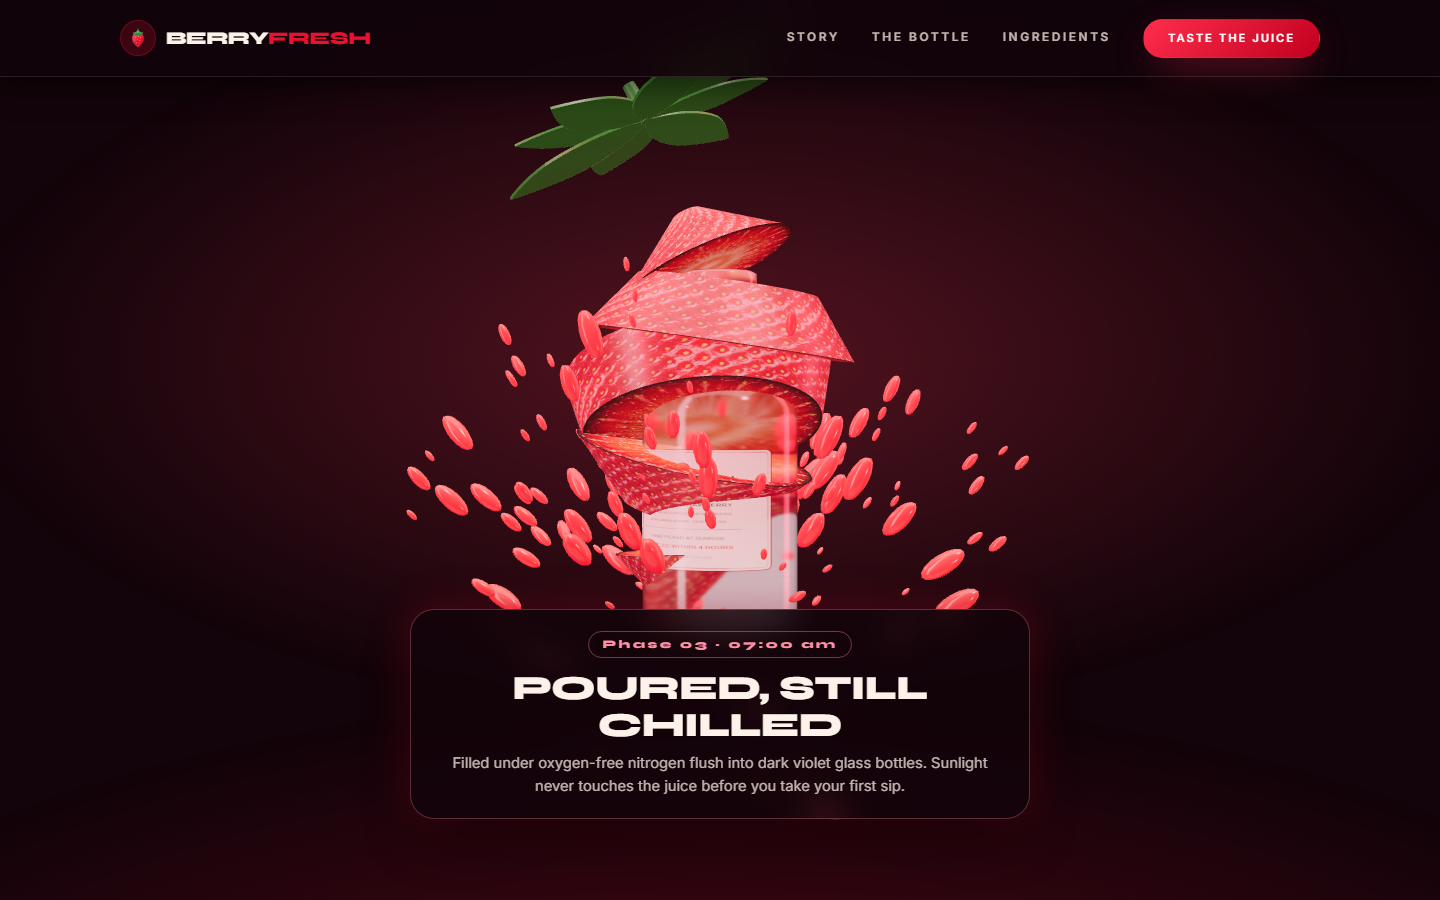 BERRYFRESH
STORY
THE BOTTLE
INGREDIENTS
TASTE THE JUICE
4 HOURS
Phase 03 · 07:00 am
POURED, STILL
CHILLED
Filled under oxygen-free nitrogen flush into dark violet glass bottles. Sunlight
never touches the juice before you take your first sip.